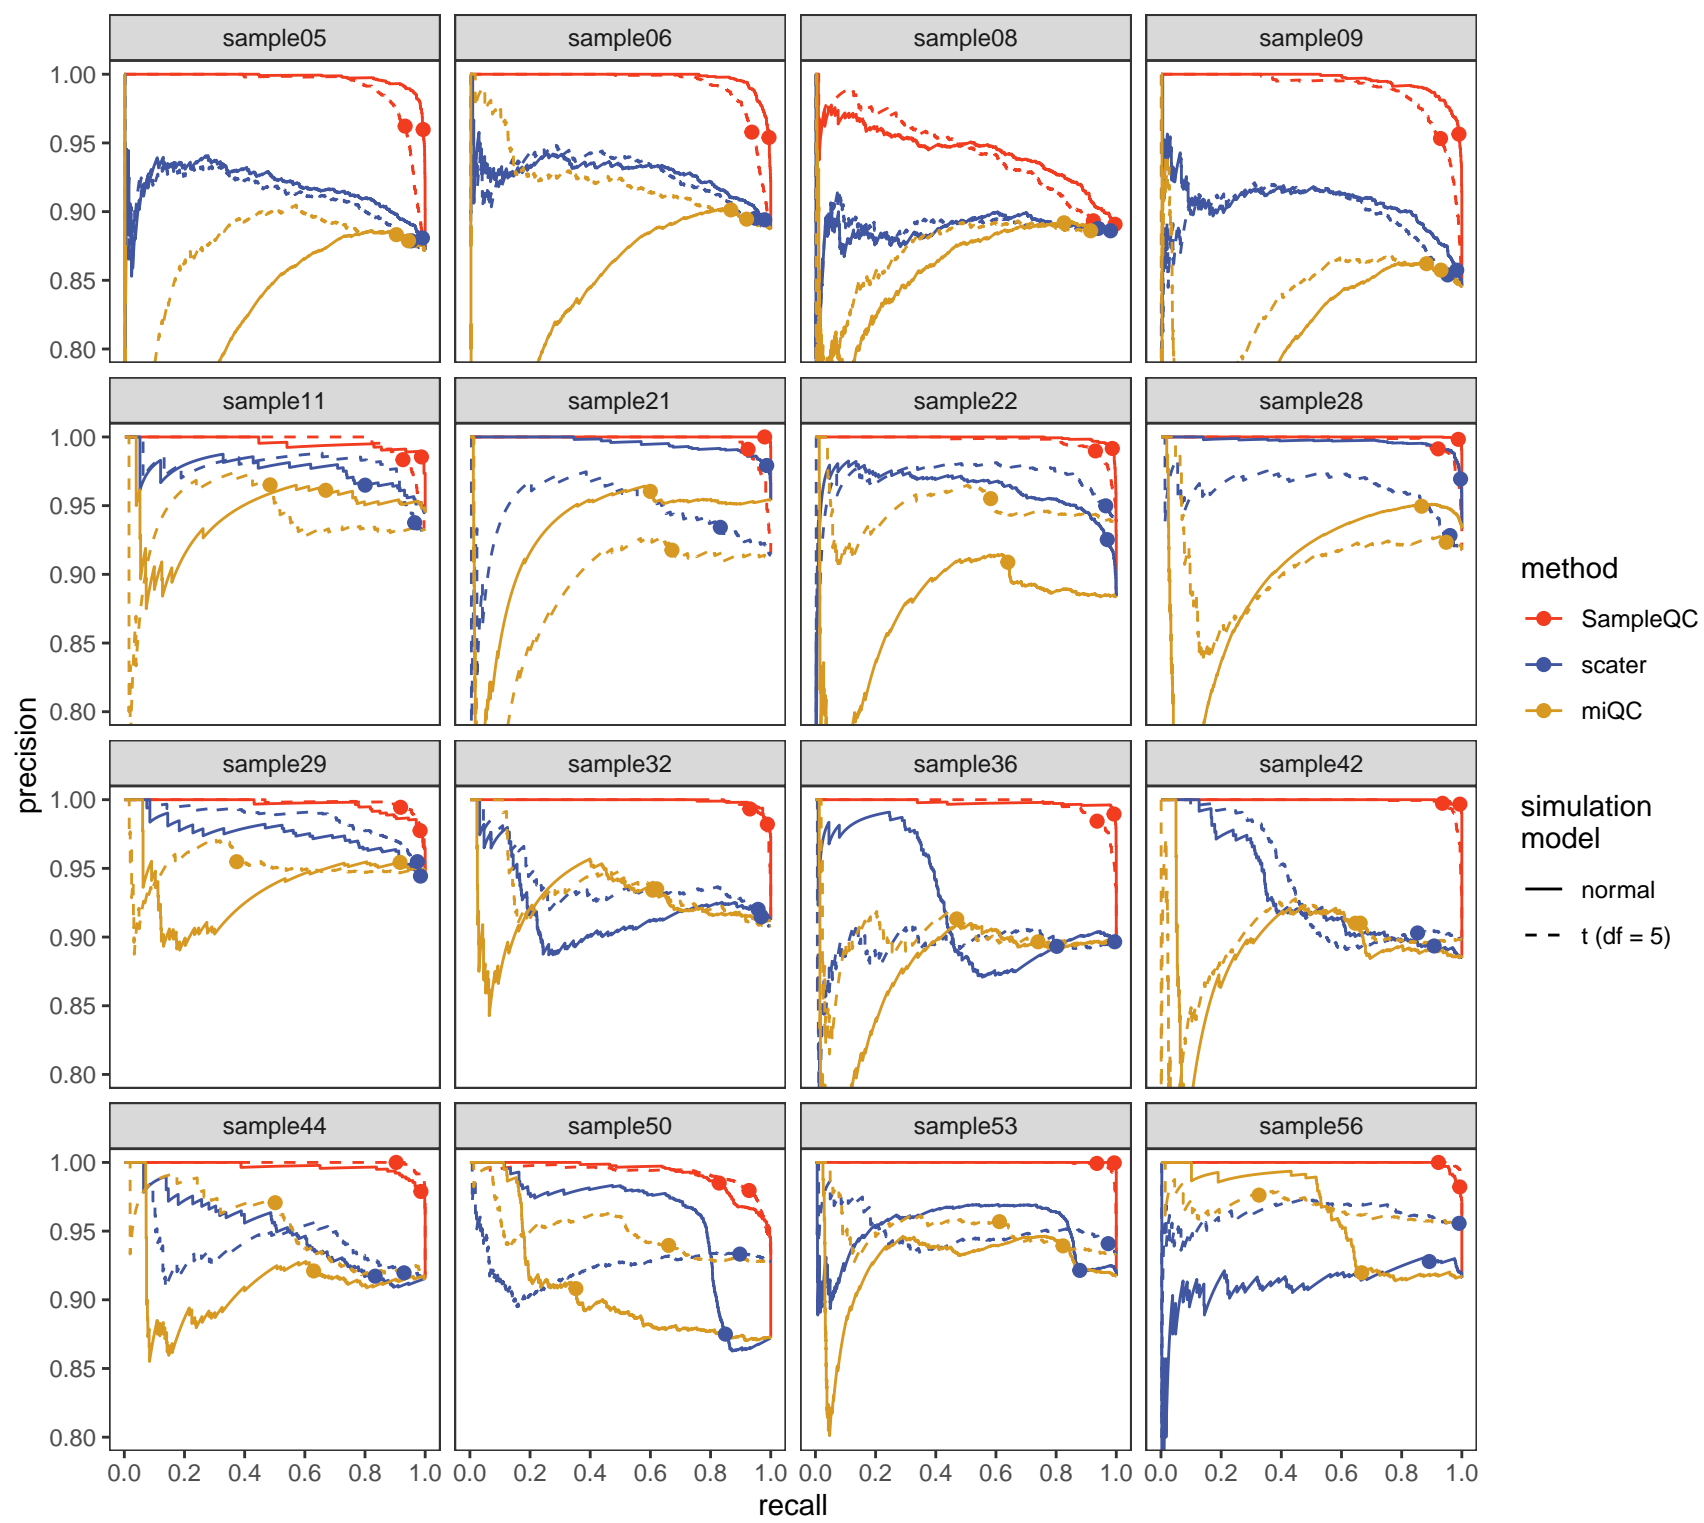 sample05 sample06 sample08 sample09
1.00
0.95
0.90
0.85
0.80
sample11 sample21 sample22 sample28
1.00
0.95
0.90
0.85
0.80
sample29 sample32 sample36 sample42
1.00
0.95
0.90
0.85
0.80
sample44 sample50 sample53 sample56
1.00
0.95
0.90
0.85
0.80
0.0 0.2 0.4 0.6 0.8 1.0 0.0 0.2 0.4 0.6 0.8 1.0 0.0 0.2 0.4 0.6 0.8 1.0 0.0 0.2 0.4 0.6 0.8 1.0
recall
precision
method
SampleQC
scater
miQC
simulation
model
normal
t (df = 5)